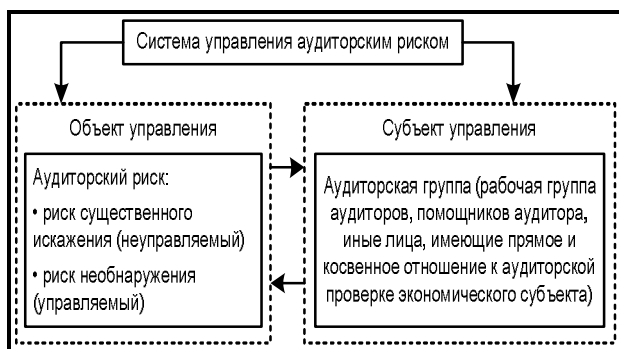 Система управления аудиторским риском
Объект управления
Аудиторский риск:
• риск существенного
искажения (неуправляемый)
• риск необнаружения
(управляемый)
Субъект управления
Аудиторская группа (рабочая группа
аудиторов, помощников аудитора,
иные лица, имеющие прямое и
косвенное отношение к аудиторской
проверке экономического субъекта)